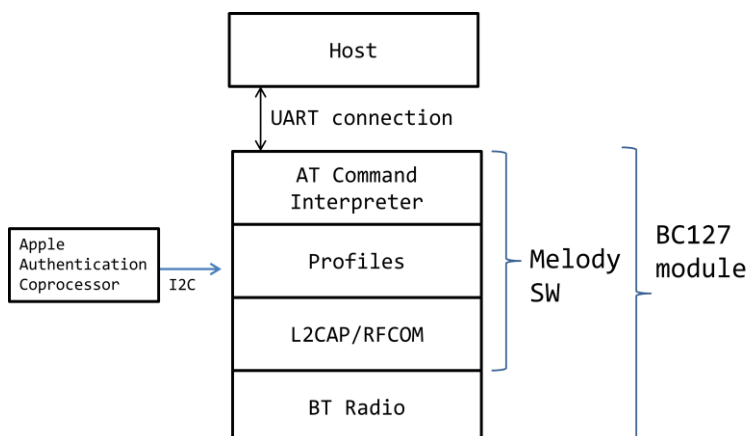 Host
UART connection
AT Command
Interpreter
Apple
Authentication
Coprocessor
I2C
Profiles
L2CAP/RFCOM
BT Radio
Melody
SW
BC127
module